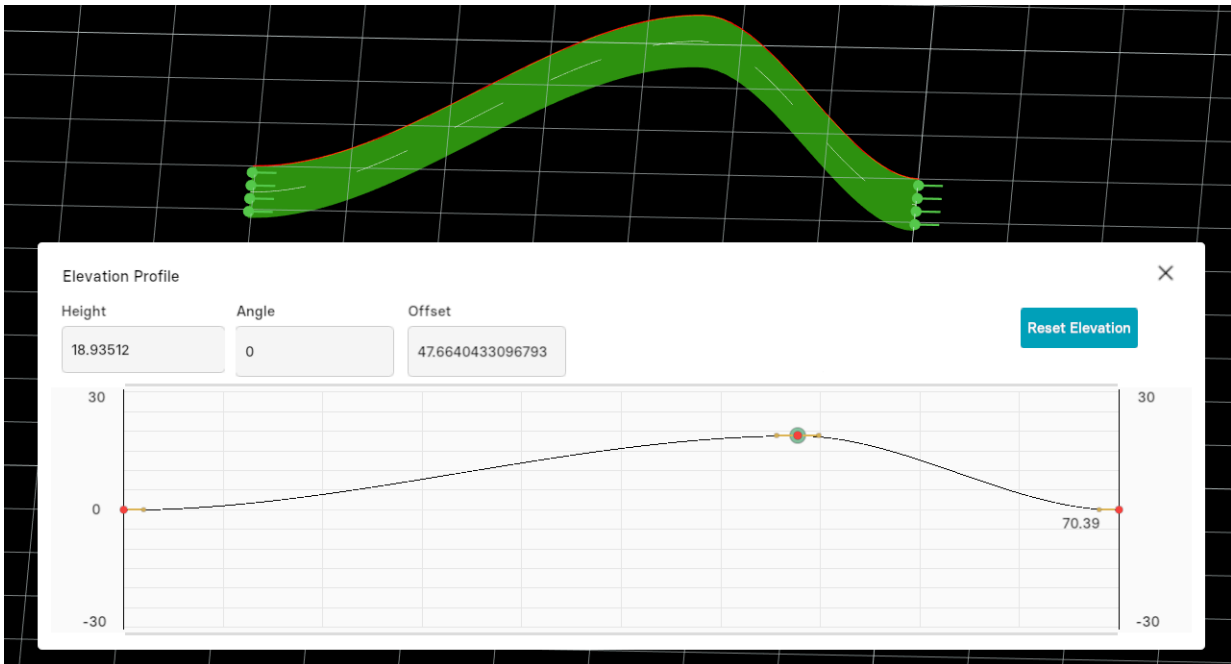 Elevation Profile
Height Angle Offset
18.93512 0 47.6640433096793
Reset Elevation
30 30
0
70.39
-30 -30